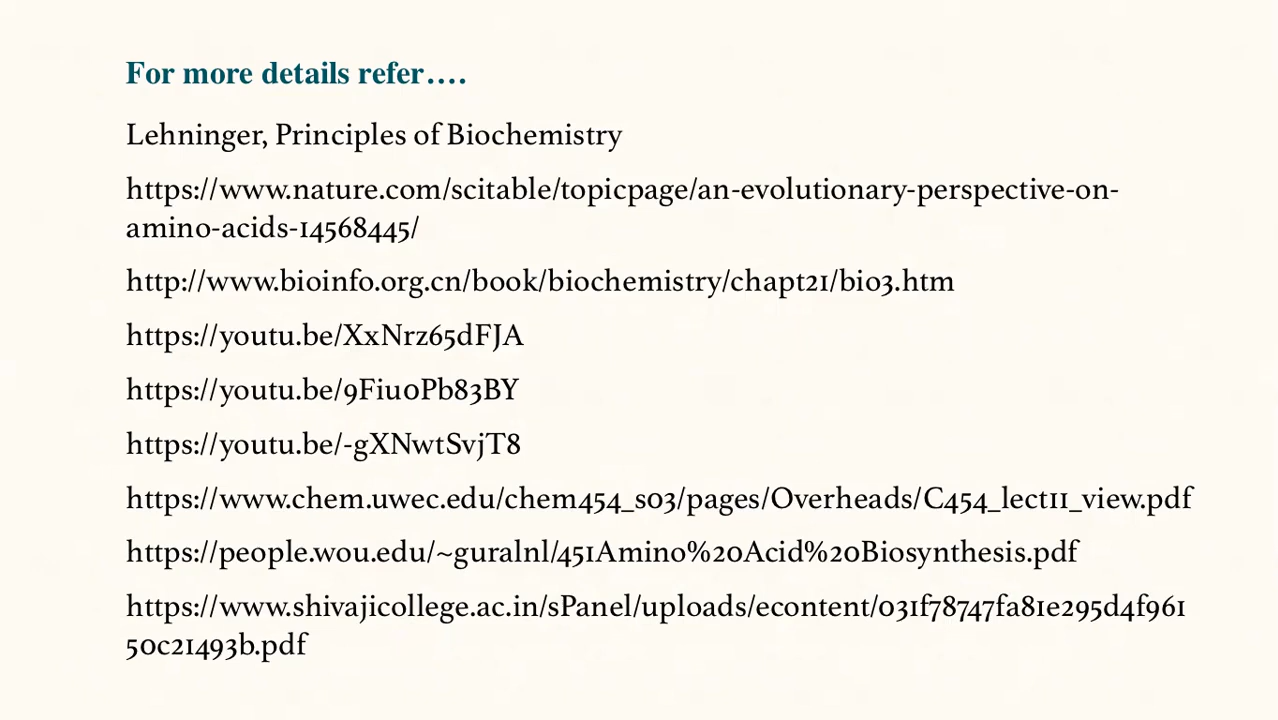 For more details refer....
Lehninger, Principles of Biochemistry
https://www.nature.com/scitable/topicpage/an-evolutionary-perspective-on-
amino-acids-14568445/
http://www.bioinfo.org.cn/book/biochemistry/chapt21/bio3.htm
https://youtu.be/XxNrz65dFJA
https://youtu.be/9Fiu0Pb83BY
https://youtu.be/-gXNwtSvjT8
https://www.chem.uwec.edu/chem454_s03/pages/Overheads/C454_lect11_view.pdf
https://people.wou.edu/~guralnl/451Amino%20Acid%20Biosynthesis.pdf
https://www.shivajicollege.ac.in/sPanel/uploads/econtent/031f78747fa81e295d4f961
50c21493b.pdf